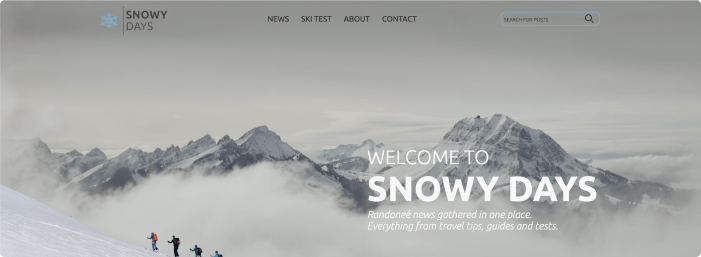 SNOWY
DAYS
NEWS SKI TEST ABOUT CONTACT
SEARCH FOR POSTS
WELCOME TO
SNOWY DAYS
Randoneé news gathered in one place.
Everything from travel tips, guides and tests.